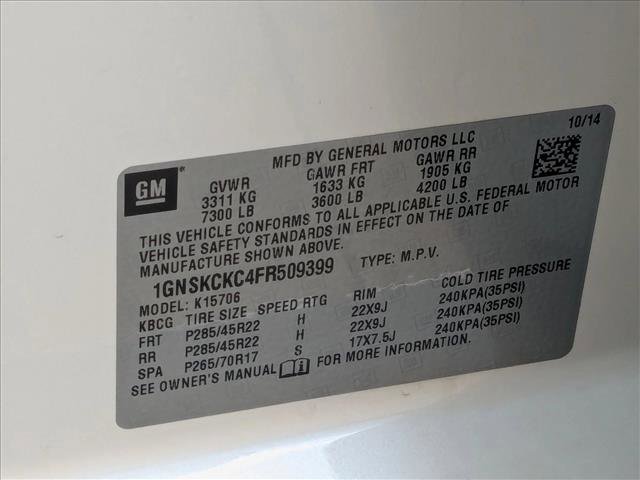 10/14
MFD BY GENERAL MOTORS LLC
GM
GVWR GAWR FRT GAWR RR
3311 KG 1633 KG 1905 KG
7300 LB 3600 LB 4200 LB
THIS VEHICLE CONFORMS TO ALL APPLICABLE U.S. FEDERAL MOTOR
VEHICLE SAFETY STANDARDS IN EFFECT ON THE DATE OF
MANUFACTURE SHOWN ABOVE.
1GNSKCKC4FR509399 TYPE: M.P.V.
MODEL: K15706
KBCG TIRE SIZE SPEED RTG RIM COLD TIRE PRESSURE
FRT P285/45R22 H 22X9J 240KPA(35PSI)
RR P285/45R22 H 22X9J 240KPA(35PSI)
SPA P265/70R17 S 17X7.5J 240KPA(35PSI)
SEE OWNER'S MANUAL FOR MORE INFORMATION.